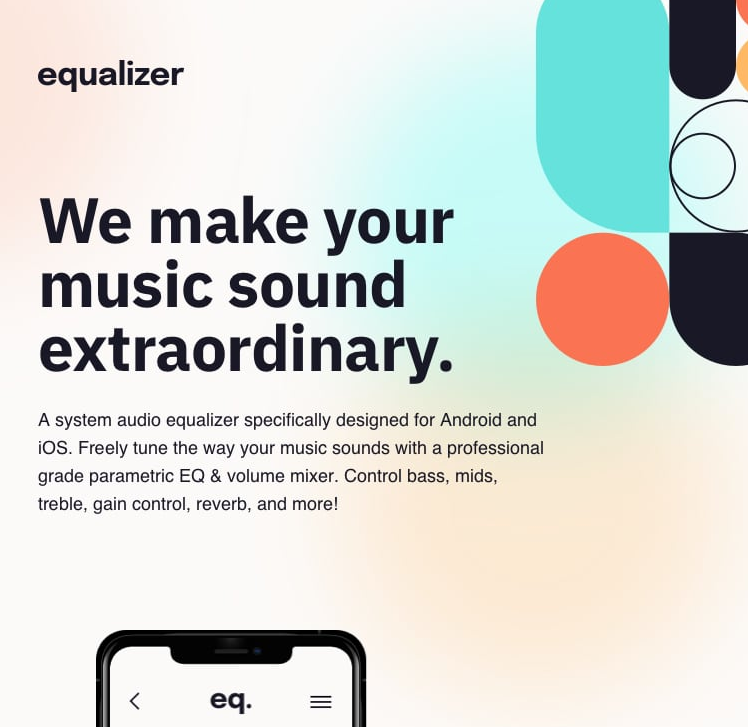 equalizer
We make your
music sound
extraordinary.
A system audio equalizer specifically designed for Android and
iOS. Freely tune the way your music sounds with a professional
grade parametric EQ & volume mixer. Control bass, mids,
treble, gain control, reverb, and more!
eq.